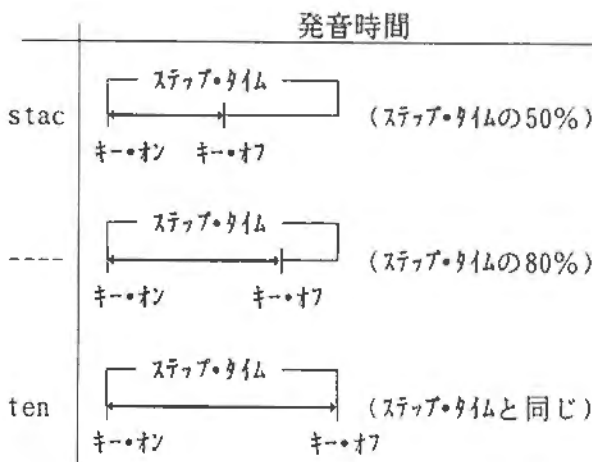 発音時間
ステップ・タイム
stac
(ステップ・タイムの50%)
キー・オン キー・オフ
ステップ・タイム
----
(ステップ・タイムの80%)
キー・オン キー・オフ
ステップ・タイム
ten
(ステップ・タイムと同じ)
キー・オン キー・オフ